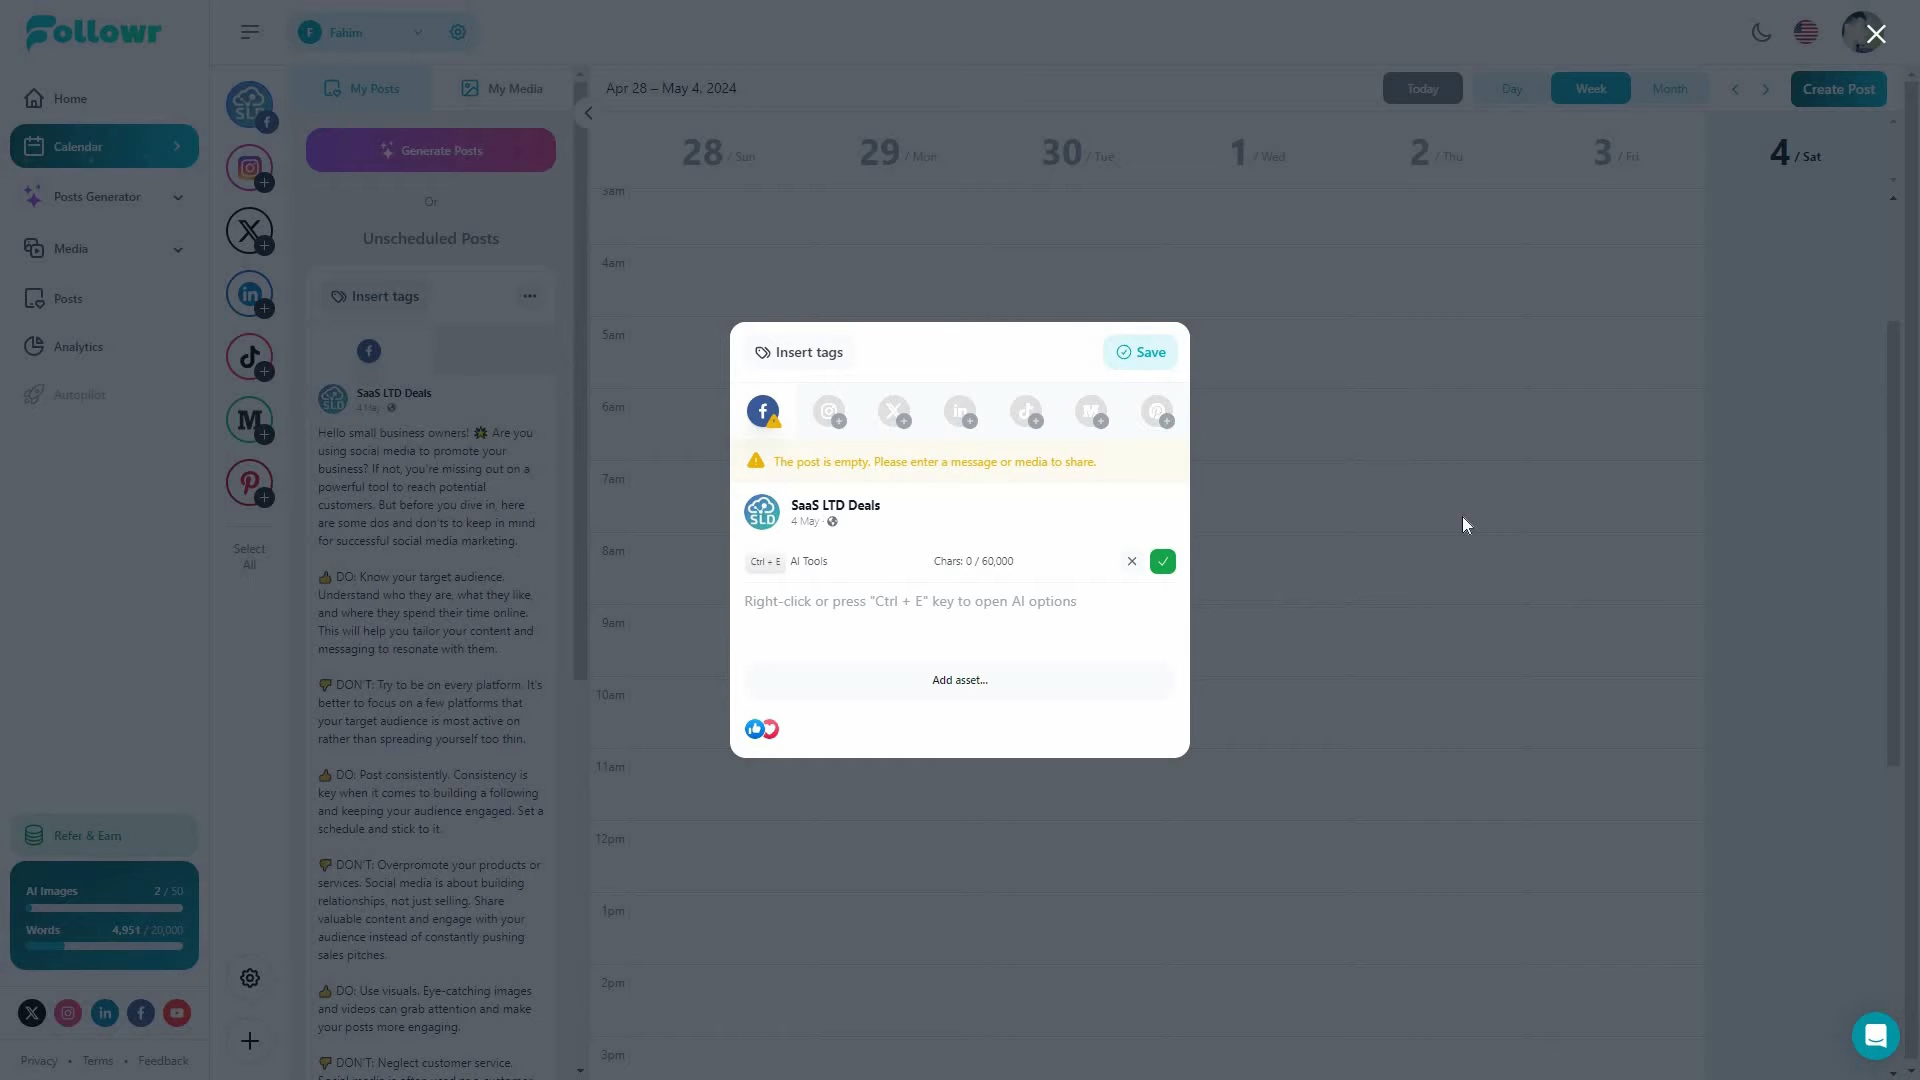 Followr
F Fahim
Home
Calendar
Posts Generator
Media
Posts
Analytics
Autopilot
Refer & Earn
AI Images 2 / 50
Words 4,951 / 20,000
Privacy • Terms • Feedback
SLD
Select
All
My Posts
My Media
Generate Posts
Or
Unscheduled Posts
Insert tags
SaaS LTD Deals
4 May ·
Hello small business owners! 💥 Are you
using social media to promote your
business? If not, you're missing out on a
powerful tool to reach potential
customers. But before you dive in, here
are some dos and don'ts to keep in mind
for successful social media marketing.
👍 DO: Know your target audience.
Understand who they are, what they like,
and where they spend their time online.
This will help you tailor your content and
messaging to resonate with them.
👎 DON'T: Try to be on every platform. It's
better to focus on a few platforms that
your target audience is most active on
rather than spreading yourself too thin.
👍 DO: Post consistently. Consistency is
key when it comes to building a following
and keeping your audience engaged. Set a
schedule and stick to it.
👎 DON'T: Overpromote your products or
services. Social media is about building
relationships, not just selling. Share
valuable content and engage with your
audience instead of constantly pushing
sales pitches.
👍 DO: Use visuals. Eye-catching images
and videos can grab attention and make
your posts more engaging.
👎 DON'T: Neglect customer service.
Apr 28 – May 4, 2024
Today
Day
Week
Month
Create Post
28 / Sun
29 / Mon
30 / Tue
1 / Wed
2 / Thu
3 / Fri
4 / Sat
3am
4am
5am
6am
7am
8am
9am
10am
11am
12pm
1pm
2pm
3pm
Insert tags
Save
The post is empty. Please enter a message or media to share.
SLD
SaaS LTD Deals
4 May ·
Ctrl + E AI Tools
Chars: 0 / 60,000
Right-click or press "Ctrl + E" key to open AI options
Add asset...